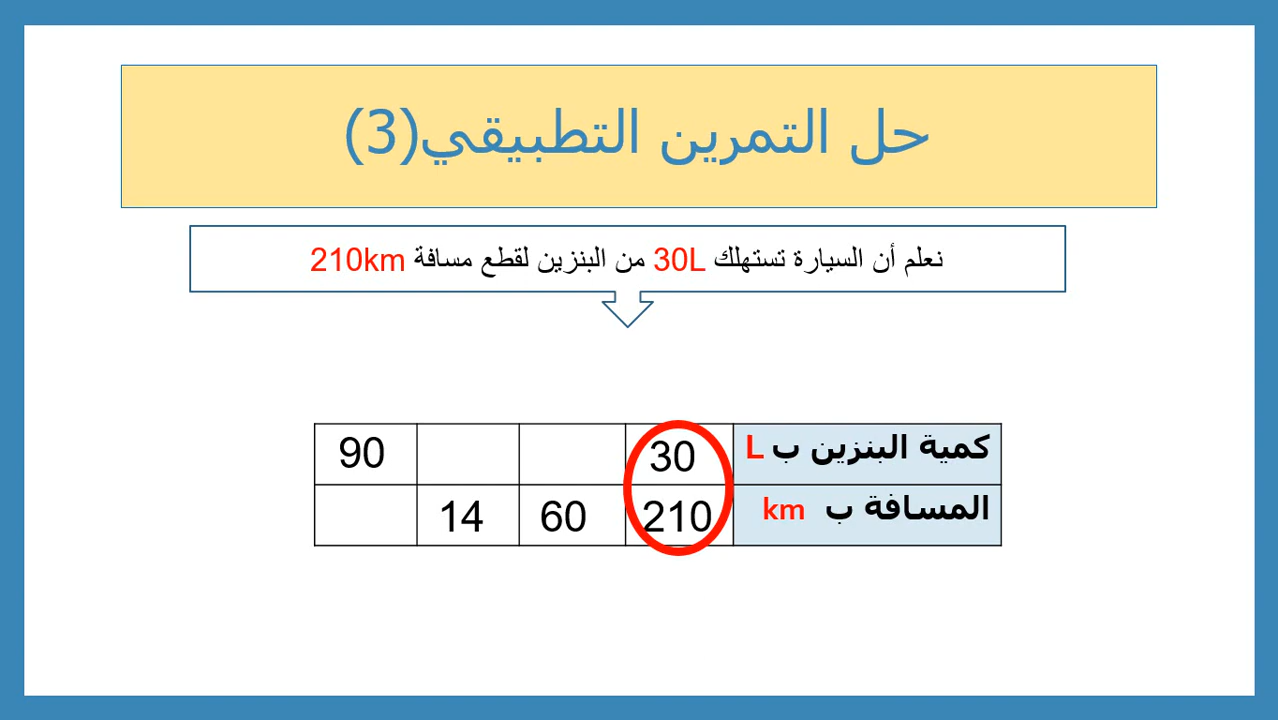 حل التمرين التطبيقي(3)
نعلم أن السيارة تستهلك 30L من البنزين لقطع مسافة 210km
كمية البنزين ب L 30 90
المسافة ب km 210 60 14